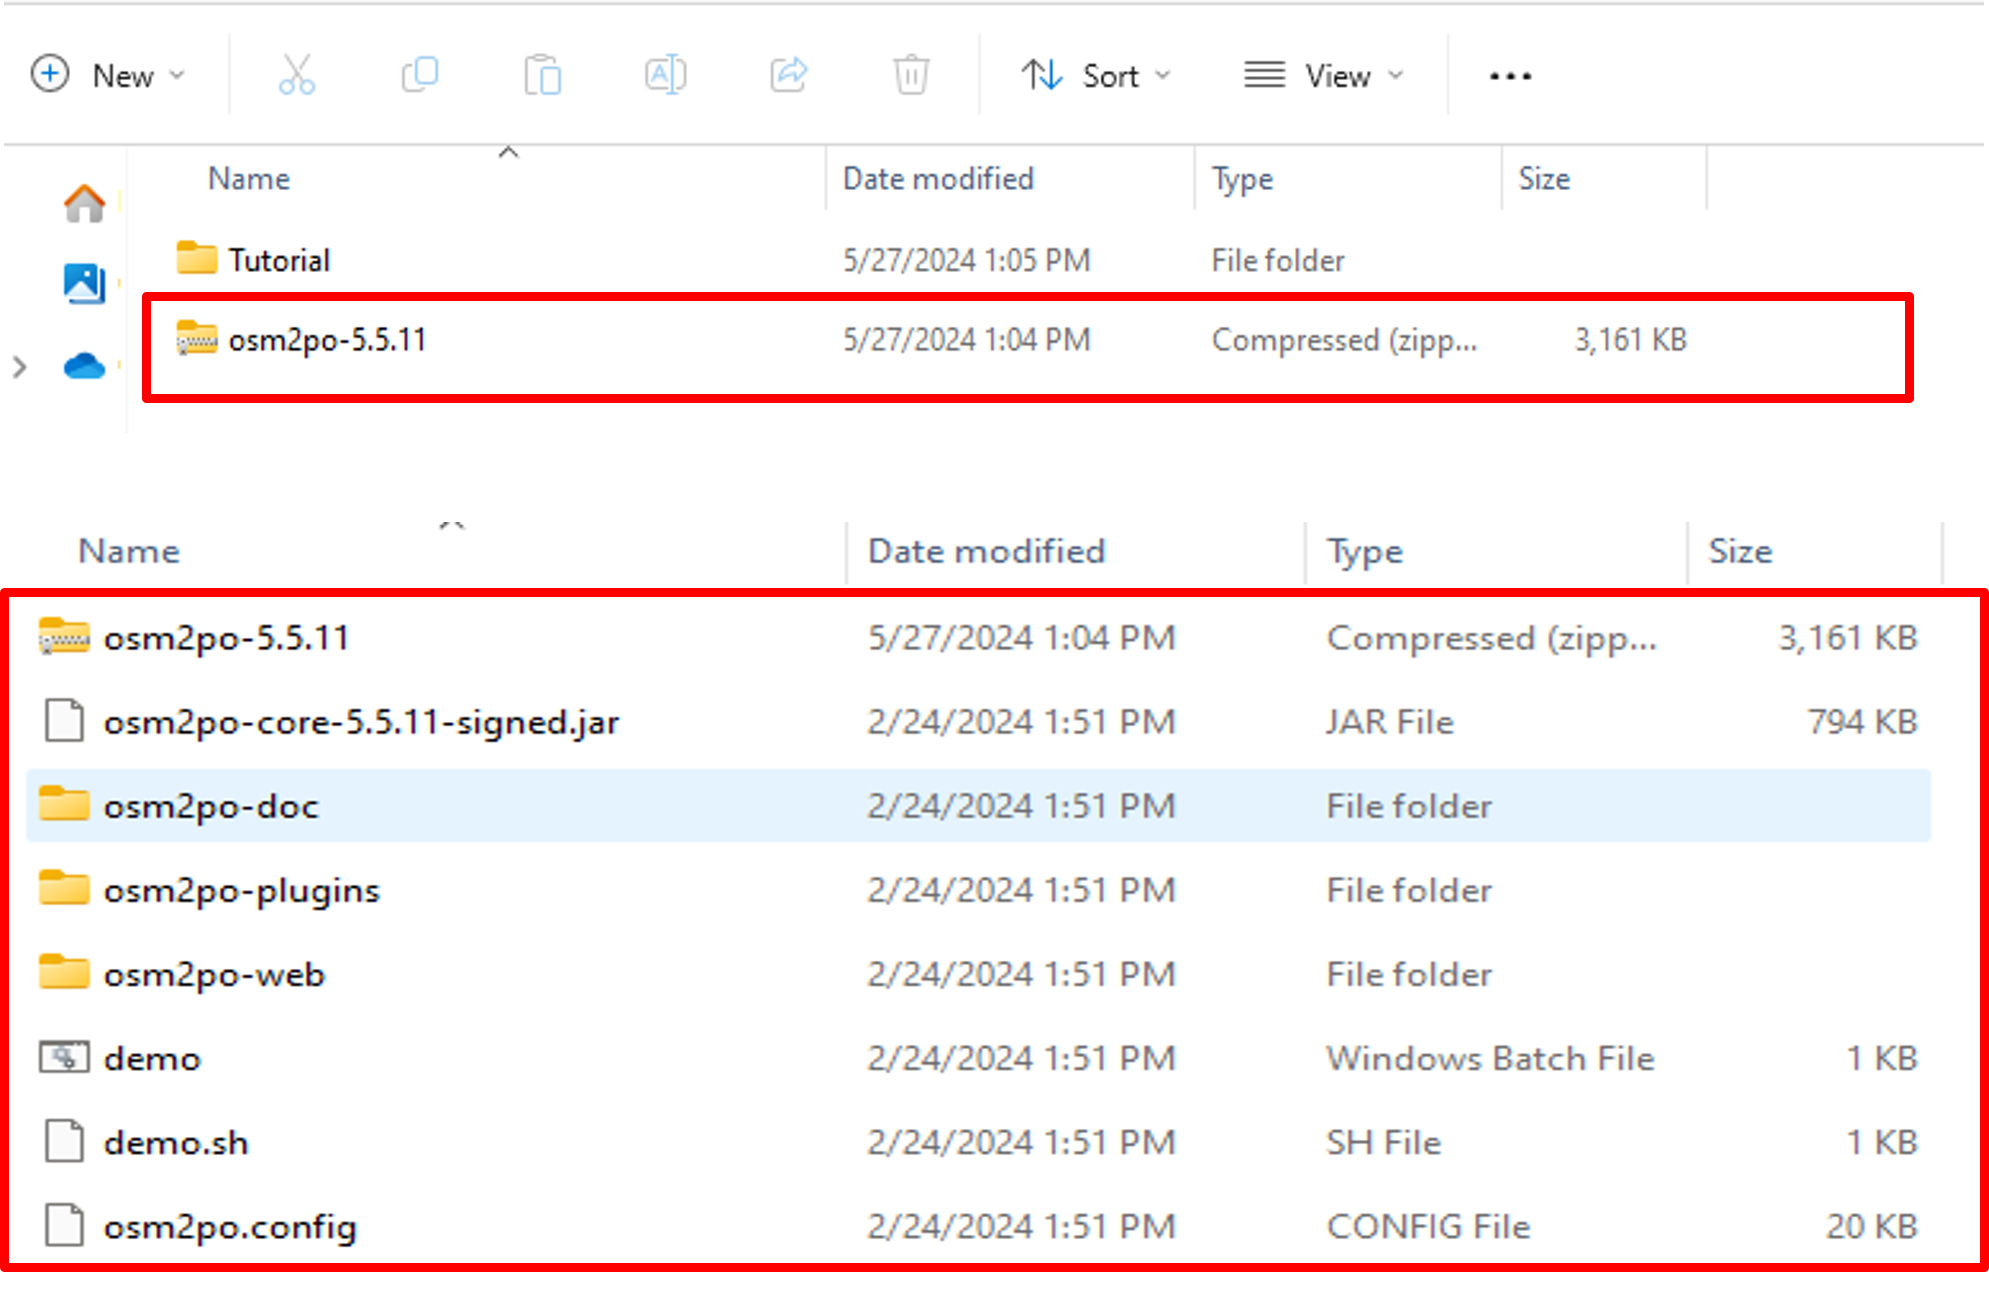 New Sort View
Name Date modified Type Size
Tutorial 5/27/2024 1:05 PM File folder
osm2po-5.5.11 5/27/2024 1:04 PM Compressed (zipp... 3,161 KB
Name Date modified Type Size
osm2po-5.5.11 5/27/2024 1:04 PM Compressed (zipp... 3,161 KB
osm2po-core-5.5.11-signed.jar 2/24/2024 1:51 PM JAR File 794 KB
osm2po-doc 2/24/2024 1:51 PM File folder
osm2po-plugins 2/24/2024 1:51 PM File folder
osm2po-web 2/24/2024 1:51 PM File folder
demo 2/24/2024 1:51 PM Windows Batch File 1 KB
demo.sh 2/24/2024 1:51 PM SH File 1 KB
osm2po.config 2/24/2024 1:51 PM CONFIG File 20 KB